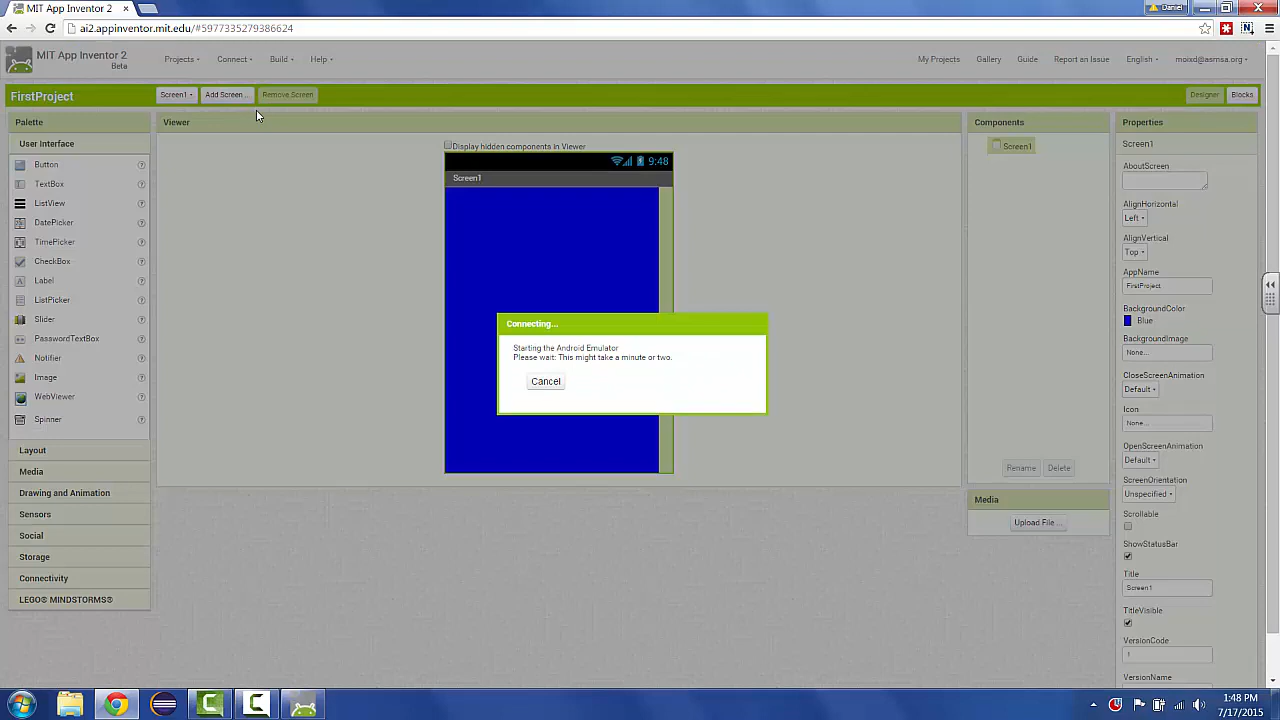 MIT App Inventor 2
Daniel
ai2.appinventor.mit.edu/#5977335279386624
MIT App Inventor 2
Beta
Projects
Connect
Build
Help
My Projects
Gallery
Guide
Report an Issue
English
moixd@asmsa.org
FirstProject
Screen1
Add Screen ...
Remove Screen
Designer
Blocks
Palette
User Interface
Button
TextBox
ListView
DatePicker
TimePicker
CheckBox
Label
ListPicker
Slider
PasswordTextBox
Notifier
Image
WebViewer
Spinner
Layout
Media
Drawing and Animation
Sensors
Social
Storage
Connectivity
LEGO® MINDSTORMS®
Viewer
Display hidden components in Viewer
9:48
Screen1
Connecting...
Starting the Android Emulator
Please wait: This might take a minute or two.
Cancel
Components
Screen1
Rename
Delete
Media
Upload File ...
Properties
Screen1
AboutScreen
AlignHorizontal
Left
AlignVertical
Top
AppName
FirstProject
BackgroundColor
Blue
BackgroundImage
None...
CloseScreenAnimation
Default
Icon
None...
OpenScreenAnimation
Default
ScreenOrientation
Unspecified
Scrollable
ShowStatusBar
Title
Screen1
TitleVisible
VersionCode
1
VersionName
1:48 PM
7/17/2015